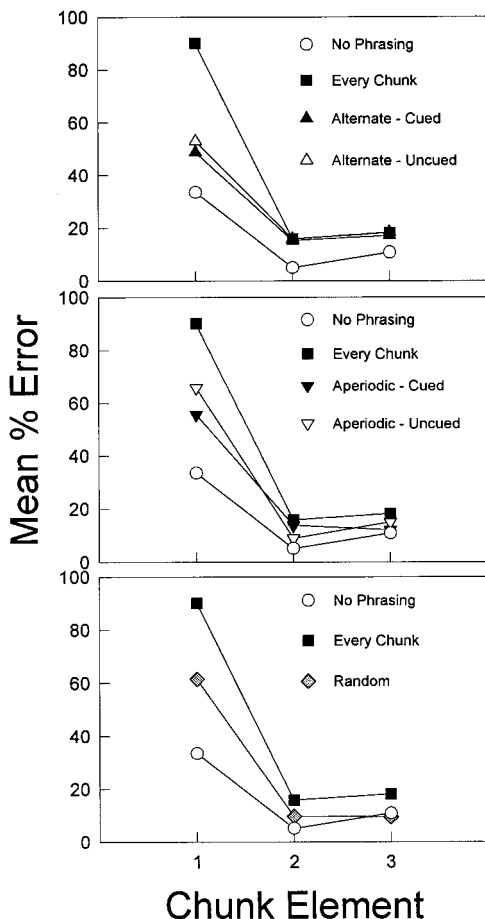 100
No Phrasing
80
Every Chunk
60
Alternate - Cued
40
Alternate - Uncued
20
0
100
No Phrasing
80
Every Chunk
60
Aperiodic - Cued
40
Aperiodic - Uncued
20
0
100
No Phrasing
80
Every Chunk
60
Random
40
20
0
Mean % Error
1 2 3
Chunk Element